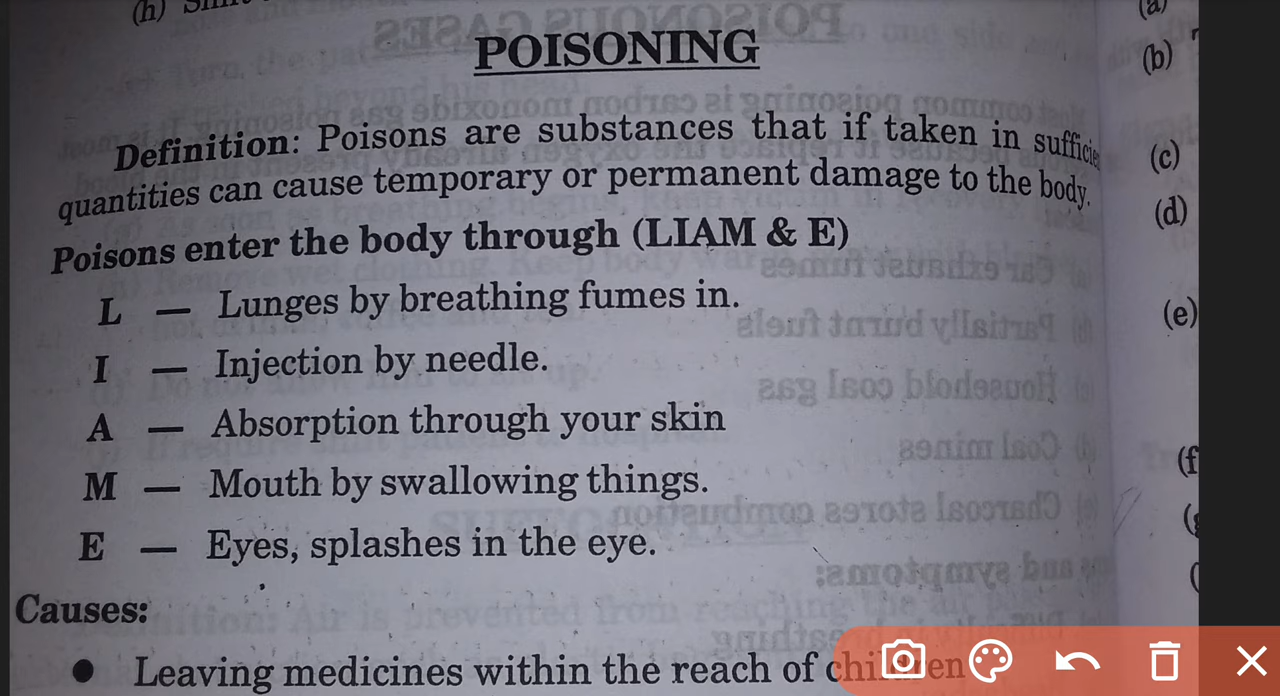 (h)
POISONING
Definition: Poisons are substances that if taken in sufficie
quantities can cause temporary or permanent damage to the body.
Poisons enter the body through (LIAM & E)
L — Lunges by breathing fumes in.
I — Injection by needle.
A — Absorption through your skin
M — Mouth by swallowing things.
E — Eyes, splashes in the eye.
Causes:
● Leaving medicines within the reach of children
(a)
(b)
(c)
(d)
(e)
(f